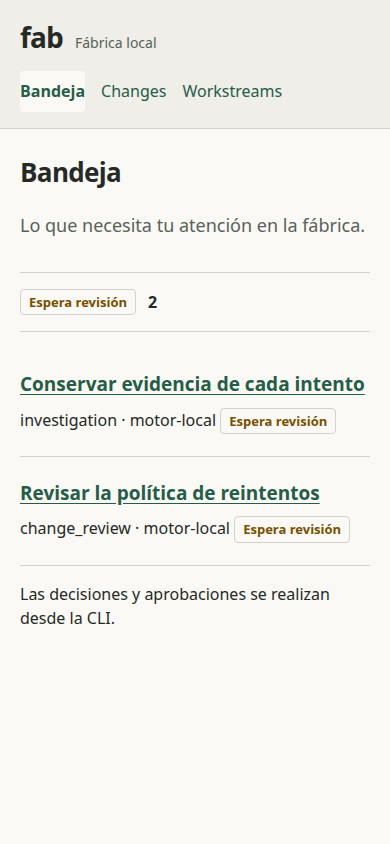 fab Fábrica local
Bandeja Changes Workstreams
Bandeja
Lo que necesita tu atención en la fábrica.
Espera revisión 2
Conservar evidencia de cada intento
investigation · motor-local Espera revisión
Revisar la política de reintentos
change_review · motor-local Espera revisión
Las decisiones y aprobaciones se realizan
desde la CLI.